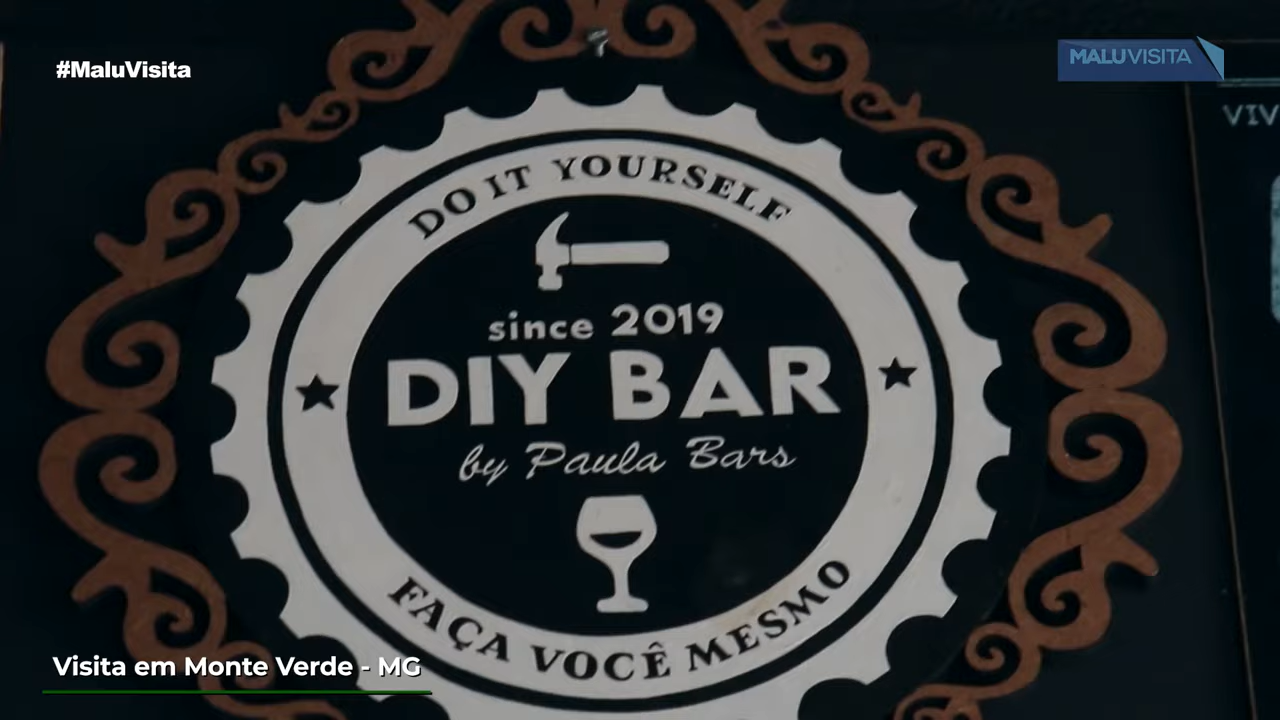 #MaluVisita
MALUVISITA
VIV
DO IT YOURSELF
since 2019
DIY BAR
by Paula Bars
FAÇA VOCÊ MESMO
Visita em Monte Verde - MG